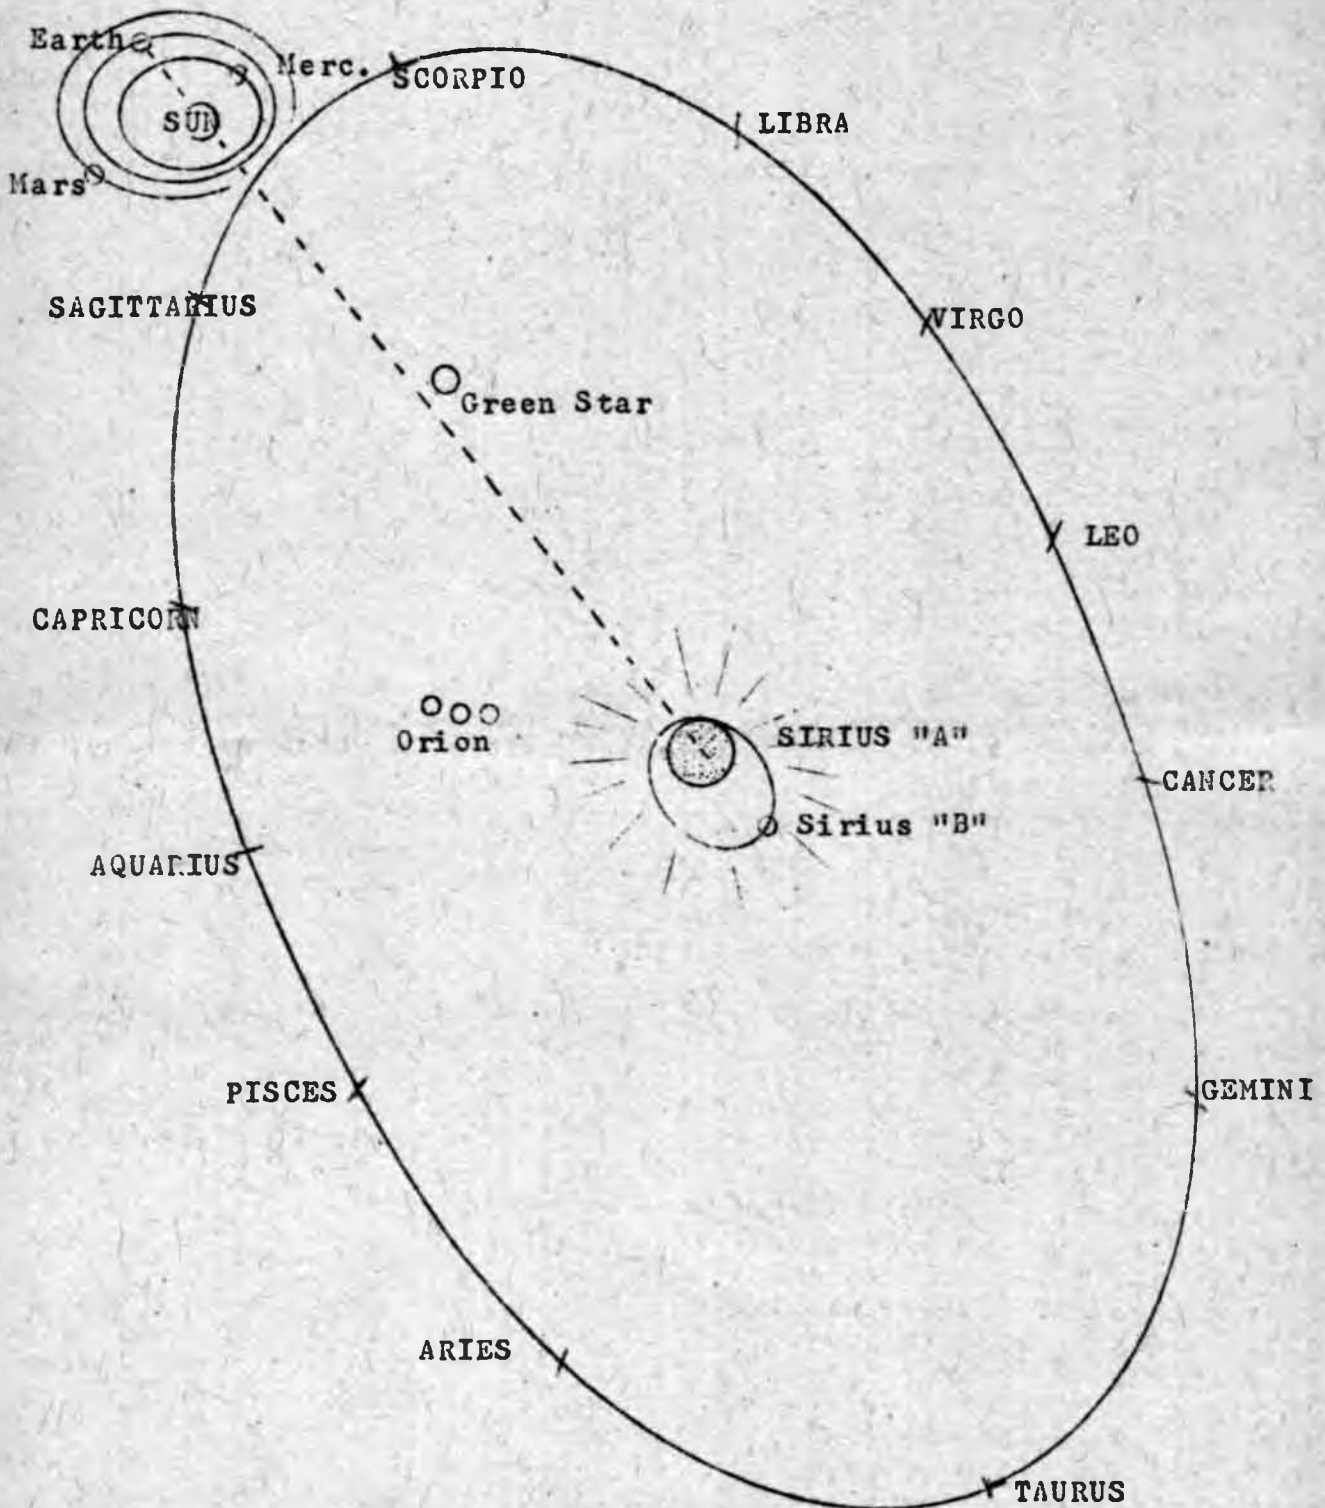 Earth
Merc.
SCORPIO
SUN
LIBRA
Mars
SAGITTARIUS
VIRGO
Green Star
LEO
CAPRICORN
Orion
SIRIUS "A"
CANCER
Sirius "B"
AQUARIUS
PISCES
GEMINI
ARIES
TAURUS